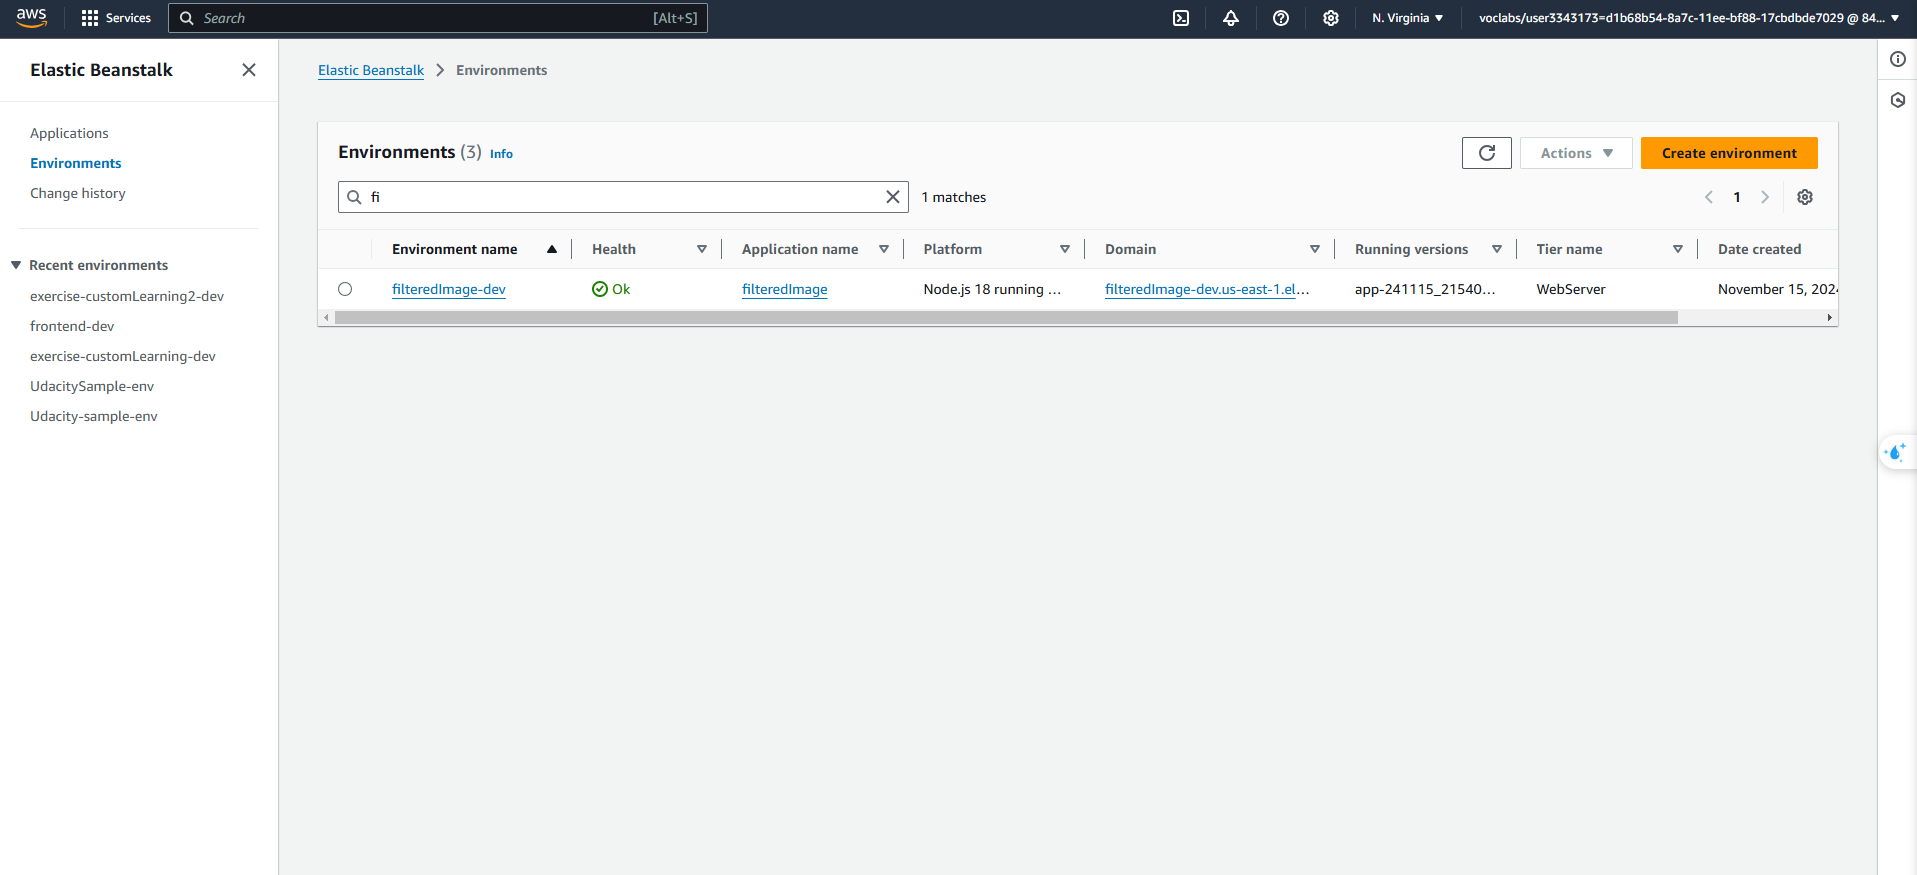 aws
Services
Search [Alt+S]
N. Virginia
voclabs/user3343173=d1b68b54-8a7c-11ee-bf88-17cbdbde7029 @ 84...
Elastic Beanstalk
Applications
Environments
Change history
Recent environments
exercise-customLearning2-dev
frontend-dev
exercise-customLearning-dev
UdacitySample-env
Udacity-sample-env
Elastic Beanstalk > Environments
Environments (3) Info
Actions
Create environment
fi
1 matches
1
Environment name Health Application name Platform Domain Running versions Tier name Date created
filteredImage-dev Ok filteredImage Node.js 18 running ... filteredImage-dev.us-east-1.el... app-241115_21540... WebServer November 15, 2024